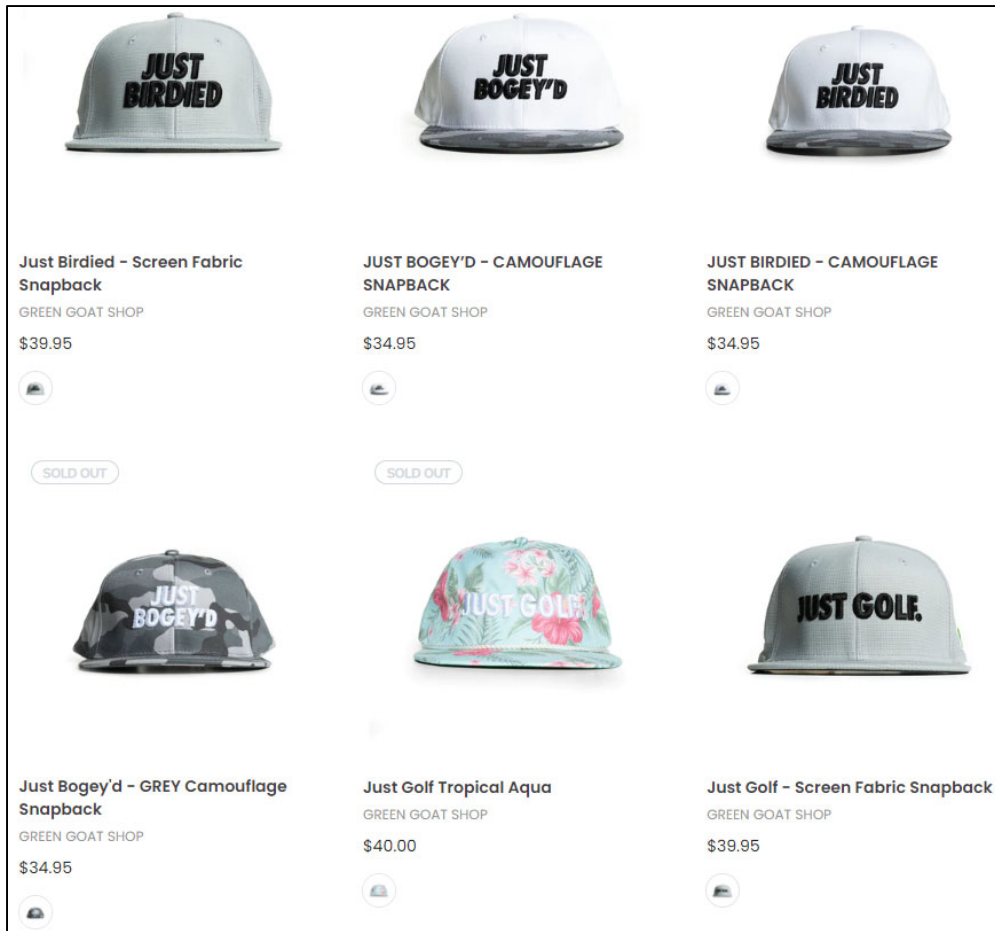 JUST
BIRDIED
JUST
BOGEY'D
JUST
BIRDIED
Just Birdied - Screen Fabric
Snapback
GREEN GOAT SHOP
$39.95
JUST BOGEY'D - CAMOUFLAGE
SNAPBACK
GREEN GOAT SHOP
$34.95
JUST BIRDIED - CAMOUFLAGE
SNAPBACK
GREEN GOAT SHOP
$34.95
SOLD OUT
SOLD OUT
JUST
BOGEY'D
JUST GOLF.
JUST GOLF.
Just Bogey'd - GREY Camouflage
Snapback
GREEN GOAT SHOP
$34.95
Just Golf Tropical Aqua
GREEN GOAT SHOP
$40.00
Just Golf - Screen Fabric Snapback
GREEN GOAT SHOP
$39.95